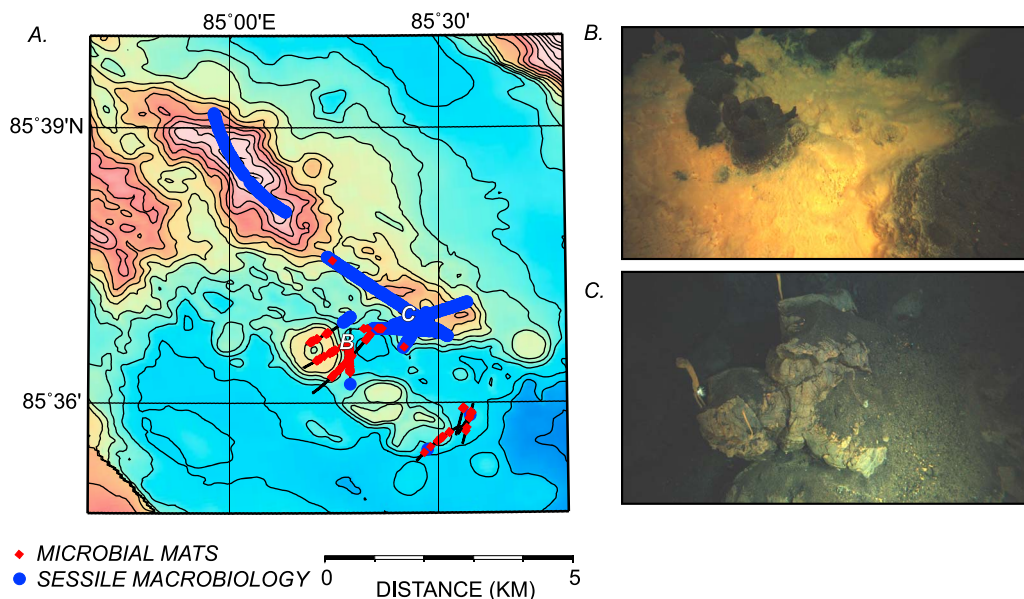 A.
85°00'E
85°30'
85°39'N
85°36'
C
B
MICROBIAL MATS
SESSILE MACROBIOLOGY
0
5
DISTANCE (KM)
B.
C.